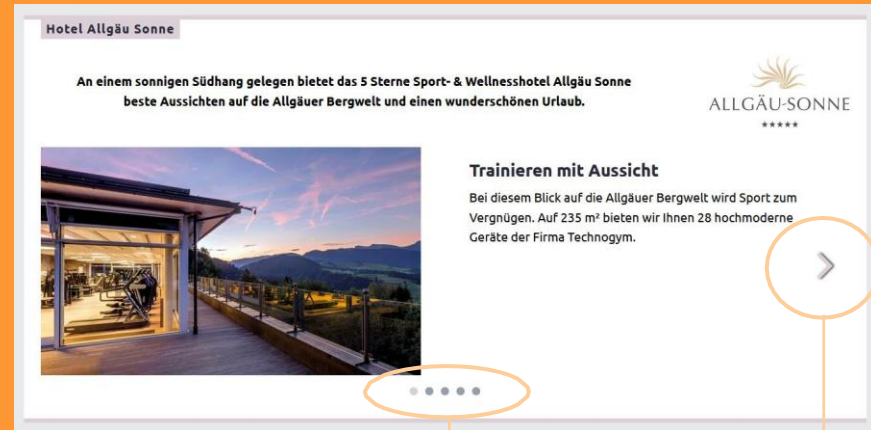 Hotel Allgäu Sonne
An einem sonnigen Südhang gelegen bietet das 5 Sterne Sport- & Wellnesshotel Allgäu Sonne
beste Aussichten auf die Allgäuer Bergwelt und einen wunderschönen Urlaub.
ALLGÄU-SONNE
★★★★★
Trainieren mit Aussicht
Bei diesem Blick auf die Allgäuer Bergwelt wird Sport zum
Vergnügen. Auf 235 m² bieten wir Ihnen 28 hochmoderne
Geräte der Firma Technogym.